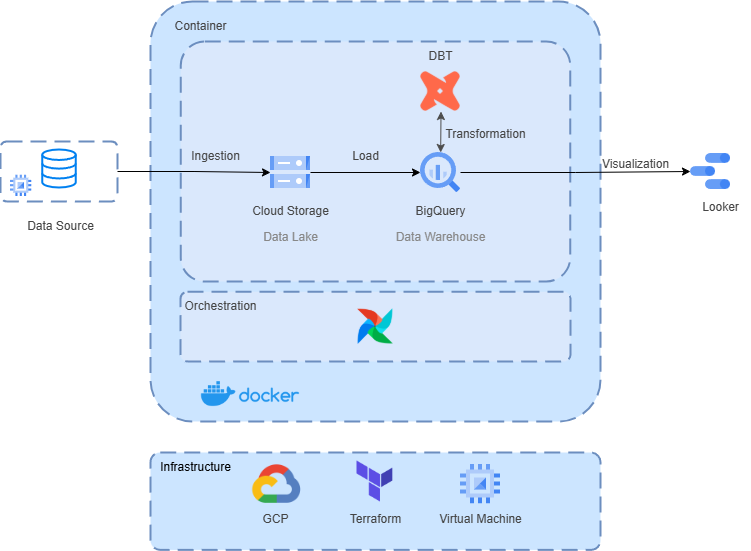 Container
DBT
Transformation
Ingestion
Load
Visualization
Data Source
Cloud Storage
Data Lake
BigQuery
Data Warehouse
Looker
Orchestration
docker
Infrastructure
GCP
Terraform
Virtual Machine